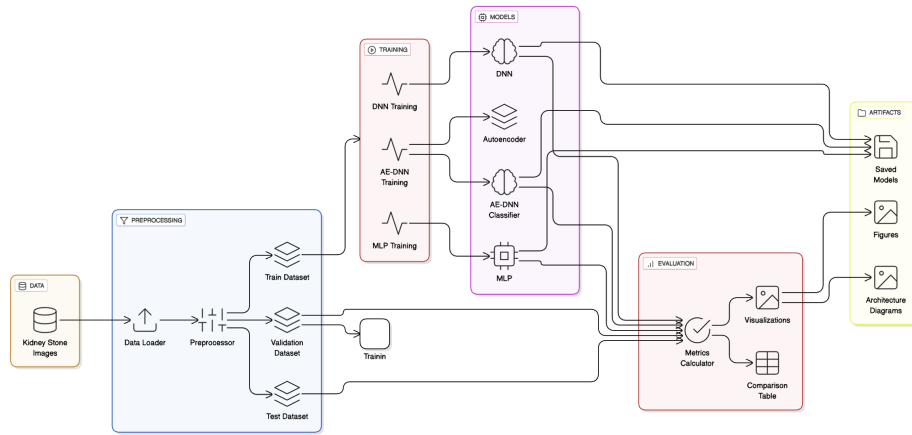 MODELS
TRAINING
DNN
DNN Training
ARTIFACTS
Autoencoder
Saved
Models
AE-DNN
Training
AE-DNN
Classifier
PREPROCESSING
MLP Training
Figures
EVALUATION
Train Dataset
MLP
DATA
Architecture
Diagrams
Visualizations
Kidney Stone
Images
Data Loader
Preprocessor
Validation
Dataset
Trainin
Metrics
Calculator
Comparison
Table
Test Dataset